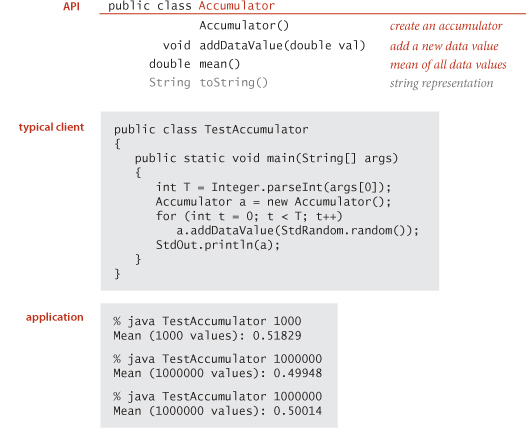 API public class Accumulator
Accumulator() create an accumulator
void addDataValue(double val) add a new data value
double mean() mean of all data values
String toString() string representation
typical client
public class TestAccumulator
{
public static void main(String[] args)
{
int T = Integer.parseInt(args[0]);
Accumulator a = new Accumulator();
for (int t = 0; t < T; t++)
a.addDataValue(StdRandom.random());
StdOut.println(a);
}
}
application
% java TestAccumulator 1000
Mean (1000 values): 0.51829
% java TestAccumulator 1000000
Mean (1000000 values): 0.49948
% java TestAccumulator 1000000
Mean (1000000 values): 0.50014